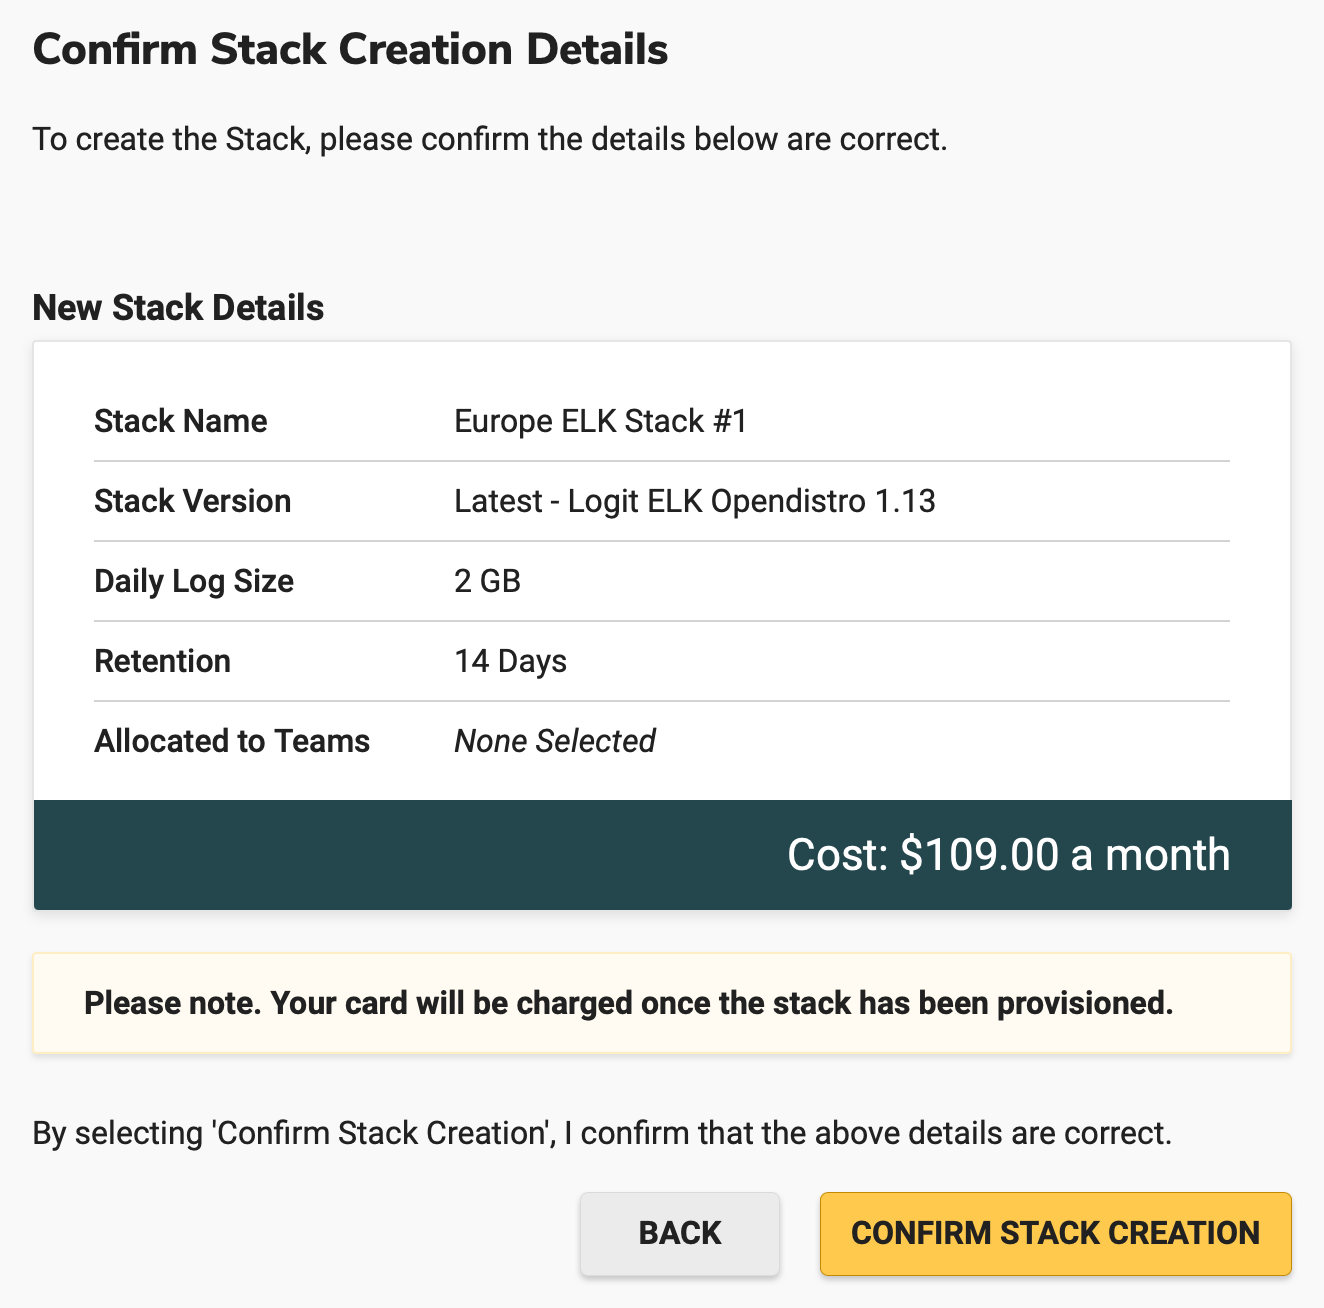 Confirm Stack Creation Details
To create the Stack, please confirm the details below are correct.
New Stack Details
Stack Name Europe ELK Stack #1
Stack Version Latest - Logit ELK Opendistro 1.13
Daily Log Size 2 GB
Retention 14 Days
Allocated to Teams None Selected
Cost: $109.00 a month
Please note. Your card will be charged once the stack has been provisioned.
By selecting 'Confirm Stack Creation', I confirm that the above details are correct.
BACK CONFIRM STACK CREATION